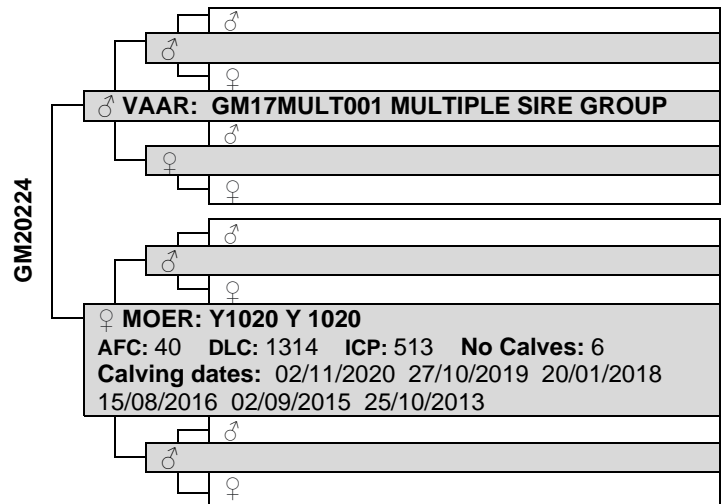 GM20224
♂
♂
♀
♂ VAAR: GM17MULT001 MULTIPLE SIRE GROUP
♂
♀
♀
♂
♂
♀
♀ MOER: Y1020 Y 1020
AFC: 40 DLC: 1314 ICP: 513 No Calves: 6
Calving dates: 02/11/2020 27/10/2019 20/01/2018
15/08/2016 02/09/2015 25/10/2013
♂
♂
♀